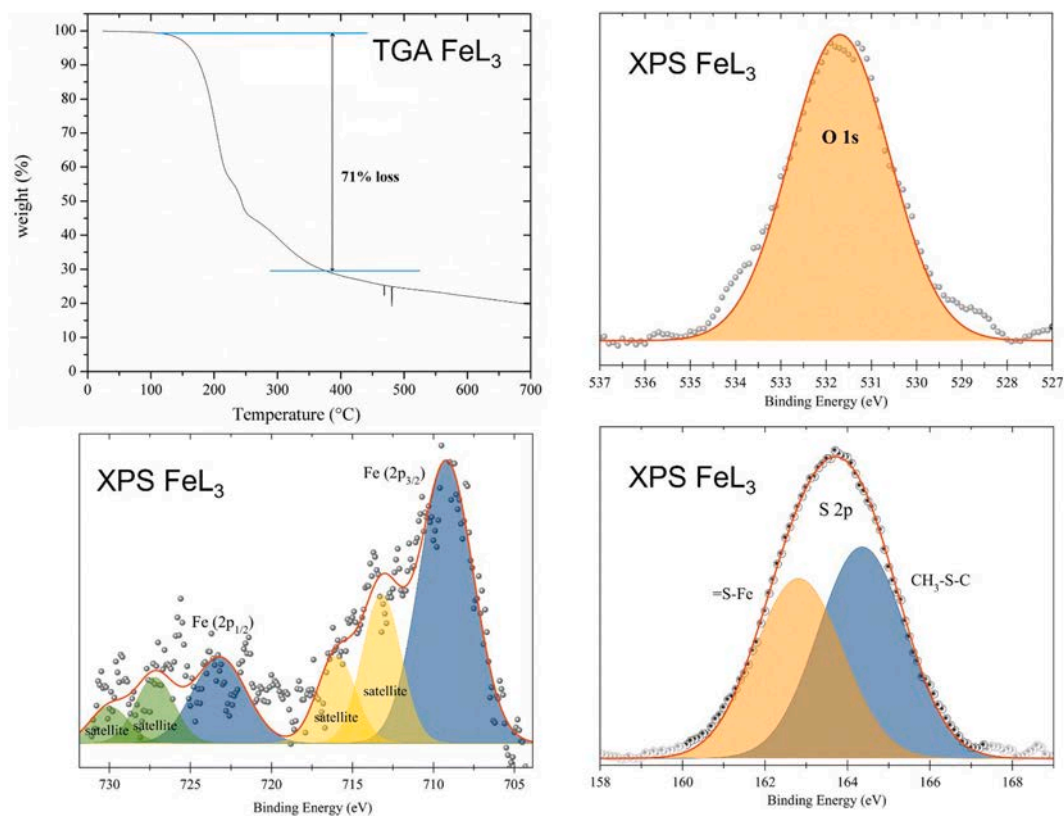 TGA FeL₃
weight (%)
100
90
80
70
60
50
40
30
20
10
0
71% loss
0 100 200 300 400 500 600 700
Temperature (°C)
XPS FeL₃
O 1s
537 536 535 534 533 532 531 530 529 528 527
Binding Energy (eV)
XPS FeL₃
Fe (2p₃/₂)
Fe (2p₁/₂)
satellite
satellite
satellite
satellite
730 725 720 715 710 705
Binding Energy (eV)
XPS FeL₃
S 2p
=S-Fe
CH₃-S-C
158 160 162 164 166 168
Binding Energy (eV)